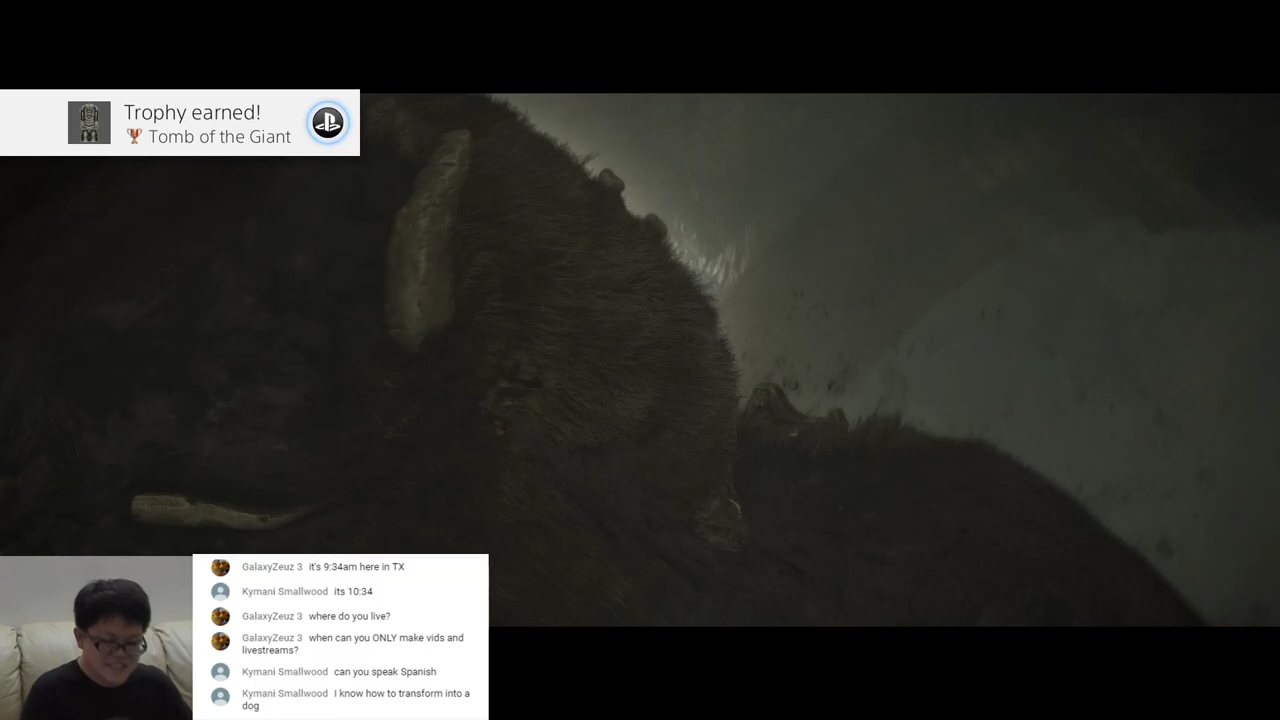 Trophy earned!
Tomb of the Giant
GalaxyZeuz 3 it's 9:34am here in TX
Kymani Smallwood its 10:34
GalaxyZeuz 3 where do you live?
GalaxyZeuz 3 when can you ONLY make vids and
livestreams?
Kymani Smallwood can you speak Spanish
Kymani Smallwood I know how to transform into a
dog